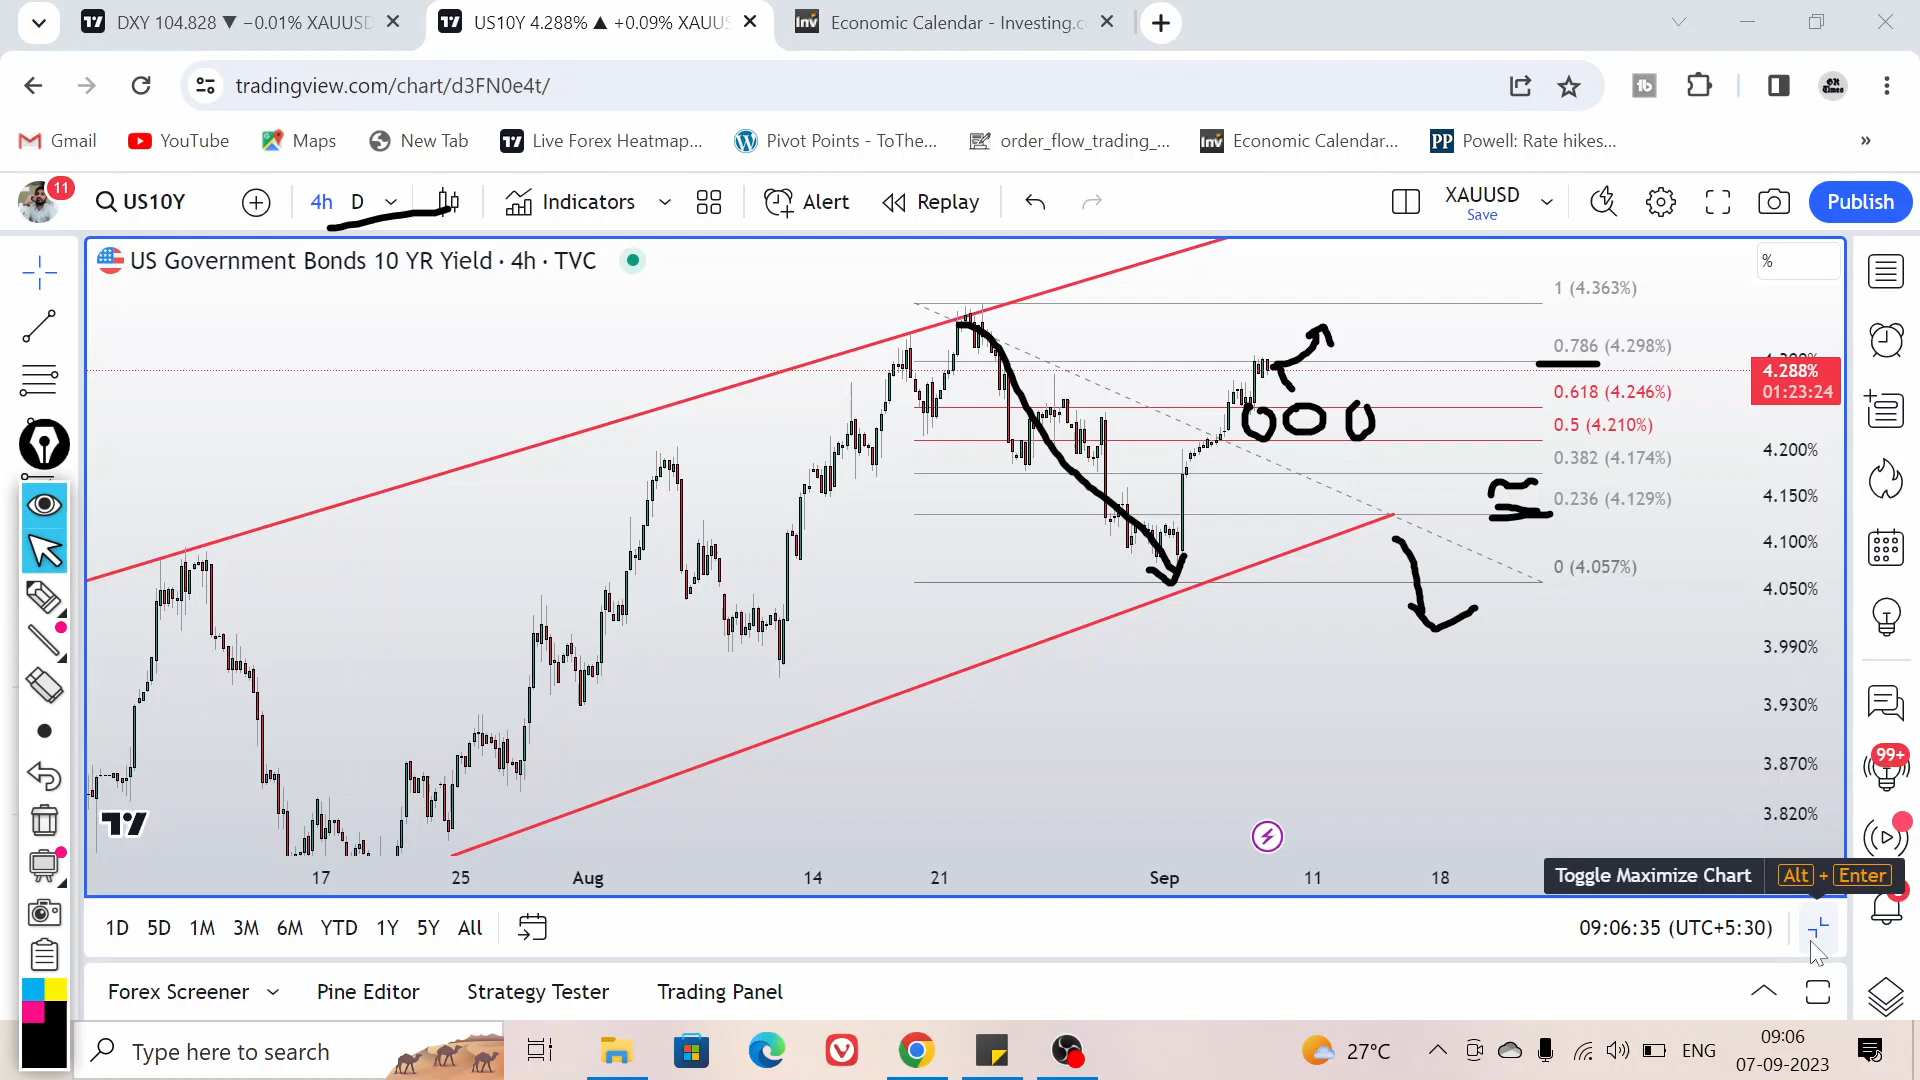 DXY 104.828 ▼ −0.01% XAUUSD
US10Y 4.288% ▲ +0.09% XAUUS
Economic Calendar - Investing.c
tradingview.com/chart/d3FN0e4t/
Gmail
YouTube
Maps
New Tab
Live Forex Heatmap...
Pivot Points - ToThe...
order_flow_trading_...
Economic Calendar...
Powell: Rate hikes...
»
11
US10Y
4h
D
Indicators
Alert
Replay
XAUUSD
Save
Publish
US Government Bonds 10 YR Yield · 4h · TVC
%
1 (4.363%)
0.786 (4.298%)
4.288%
01:23:24
0.618 (4.246%)
0.5 (4.210%)
0.382 (4.174%)
0.236 (4.129%)
0 (4.057%)
4.200%
4.150%
4.100%
4.050%
3.990%
3.930%
3.870%
3.820%
99+
17
25
Aug
14
21
Sep
11
18
Toggle Maximize Chart Alt + Enter
1D 5D 1M 3M 6M YTD 1Y 5Y All
09:06:35 (UTC+5:30)
Forex Screener
Pine Editor
Strategy Tester
Trading Panel
Type here to search
27°C
ENG
09:06
07-09-2023